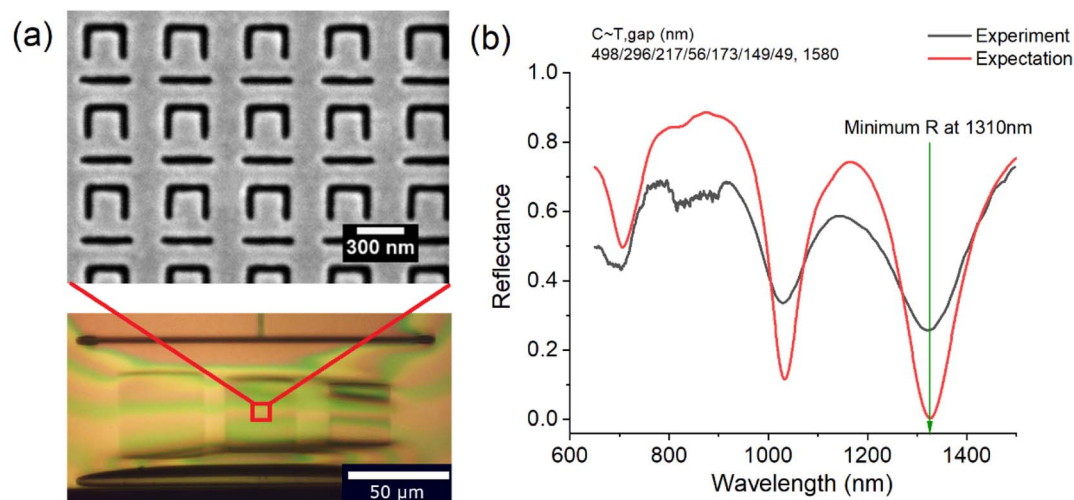 (a)
300 nm
50 µm
(b)
C~T,gap (nm)
498/296/217/56/173/149/49, 1580
Experiment
Expectation
Minimum R at 1310nm
1.0
0.8
0.6
0.4
0.2
0.0
Reflectance
600 800 1000 1200 1400
Wavelength (nm)